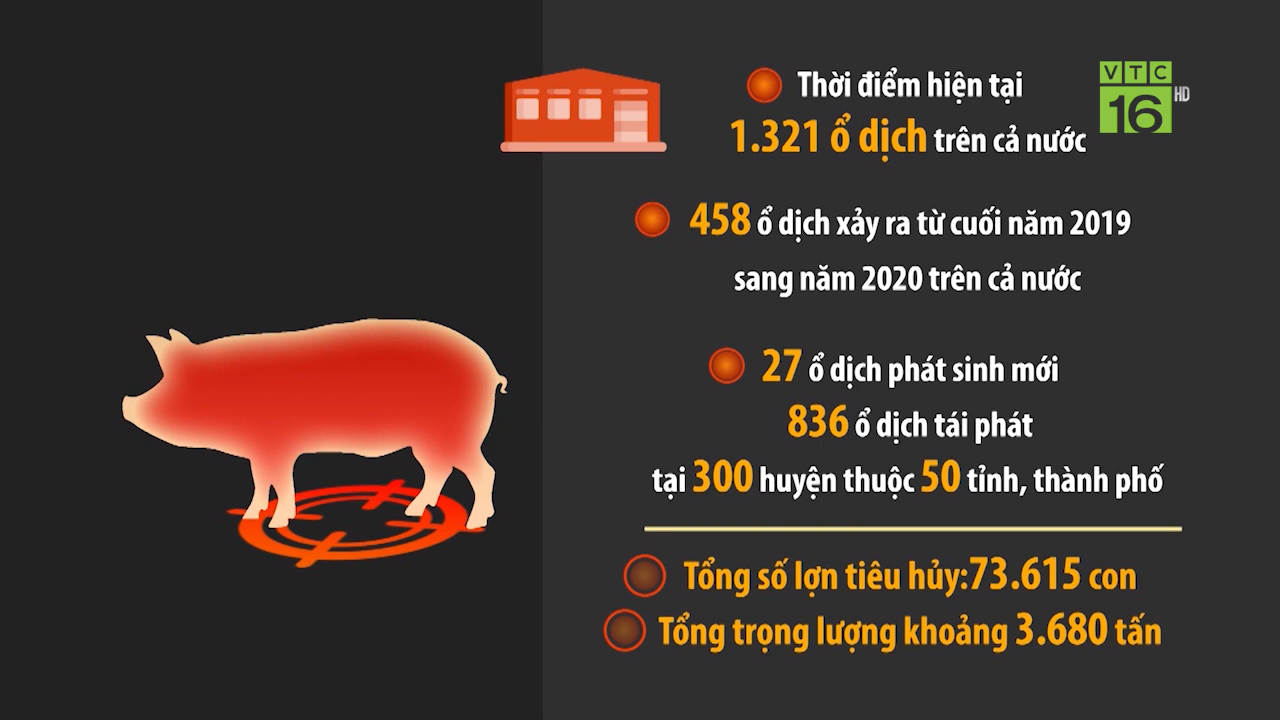 Thời điểm hiện tại
1.321 ổ dịch trên cả nước
VTC
16
HD
458 ổ dịch xảy ra từ cuối năm 2019
sang năm 2020 trên cả nước
27 ổ dịch phát sinh mới
836 ổ dịch tái phát
tại 300 huyện thuộc 50 tỉnh, thành phố
Tổng số lợn tiêu hủy:73.615 con
Tổng trọng lượng khoảng 3.680 tấn